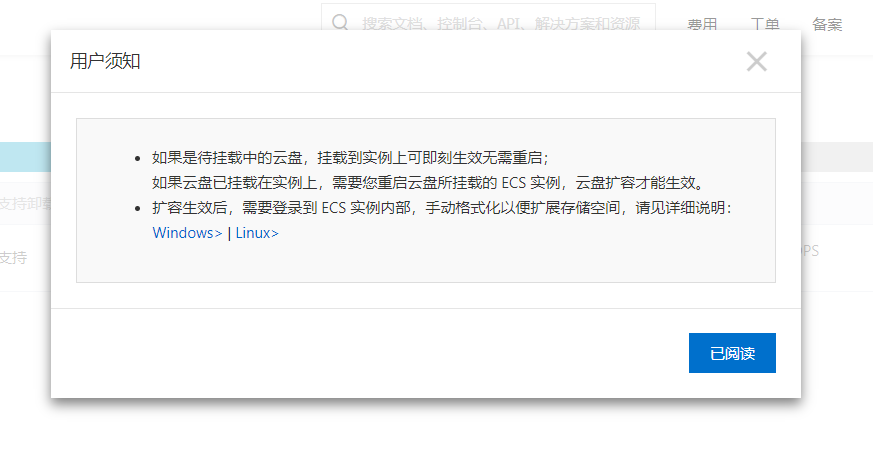 搜索文档、控制台、API、解决方案和资源
费用
工单
备案
用户须知
如果是待挂载中的云盘，挂载到实例上可即刻生效无需重启；
如果云盘已挂载在实例上，需要您重启云盘所挂载的 ECS 实例，云盘扩容才能生效。
扩容生效后，需要登录到 ECS 实例内部，手动格式化以便扩展存储空间，请见详细说明：
Windows> | Linux>
支持卸载
支持
已阅读